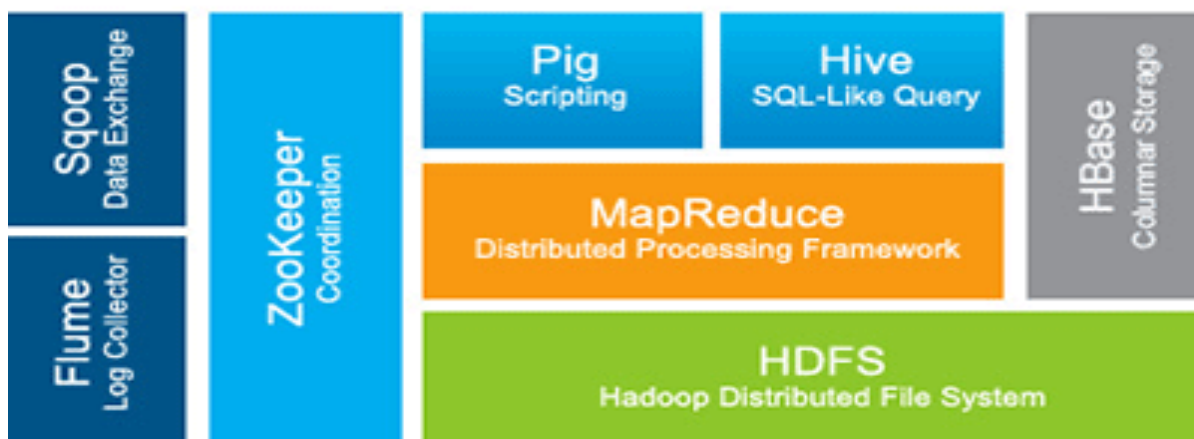 Sqoop
Data Exchange
Flume
Log Collector
ZooKeeper
Coordination
Pig
Scripting
Hive
SQL-Like Query
MapReduce
Distributed Processing Framework
HBase
Columnar Storage
HDFS
Hadoop Distributed File System